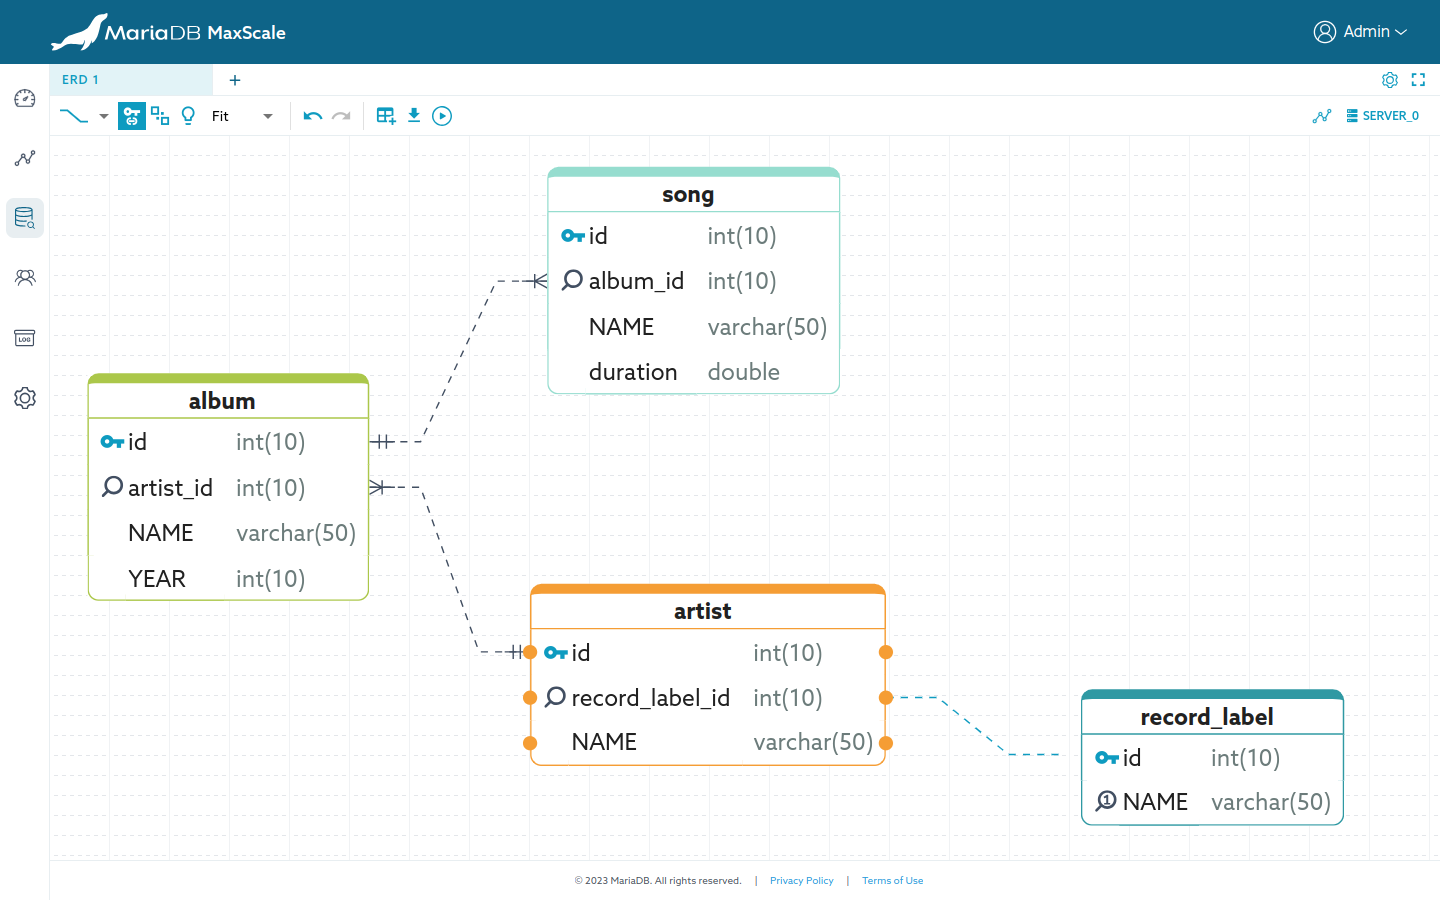 MariaDB MaxScale
Admin
ERD 1
Fit
SERVER_0
LOG
song
id int(10)
album_id int(10)
NAME varchar(50)
duration double
album
id int(10)
artist_id int(10)
NAME varchar(50)
YEAR int(10)
artist
id int(10)
record_label_id int(10)
NAME varchar(50)
record_label
id int(10)
1 NAME varchar(50)
© 2023 MariaDB. All rights reserved. | Privacy Policy | Terms of Use